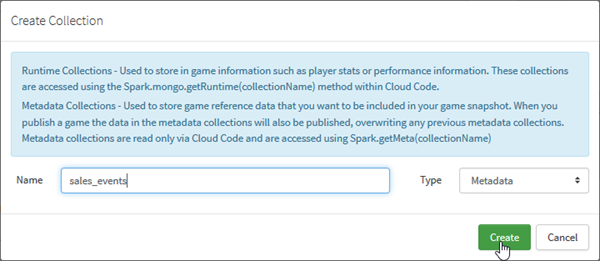 Create Collection
Runtime Collections - Used to store in game information such as player stats or performance information. These collections
are accessed using the Spark.mongo.getRuntime(collectionName) method within Cloud Code.
Metadata Collections - Used to store game reference data that you want to be included in your game snapshot. When you
publish a game the data in the metadata collections will also be published, overwriting any previous metadata collections.
Metadata collections are read only via Cloud Code and are accessed using Spark.getMeta(collectionName)
Name sales_events Type Metadata
Create Cancel